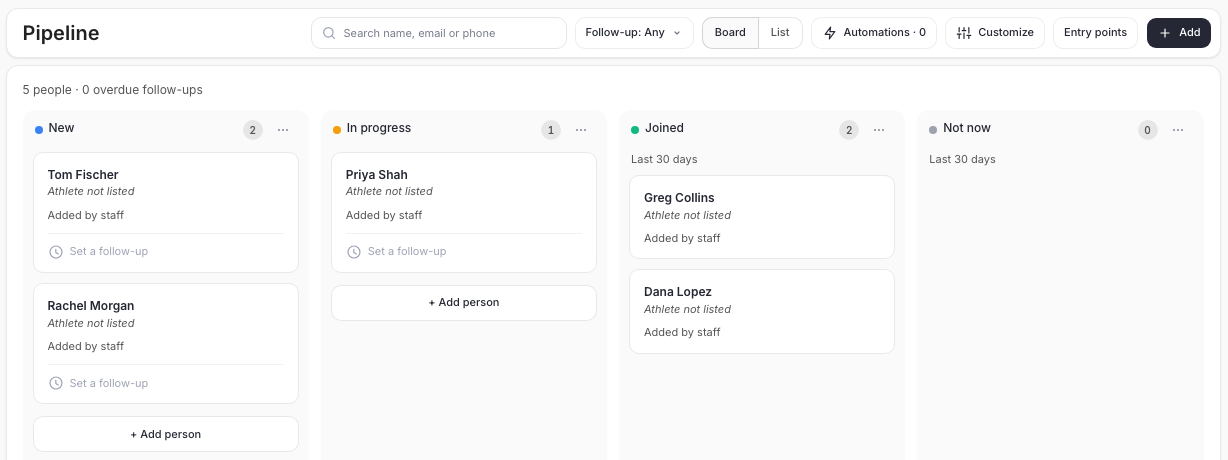 Pipeline
Search name, email or phone
Follow-up: Any
Board
List
Automations · 0
Customize
Entry points
+ Add
5 people · 0 overdue follow-ups
New
2
···
Tom Fischer
Athlete not listed
Added by staff
Set a follow-up
Rachel Morgan
Athlete not listed
Added by staff
Set a follow-up
+ Add person
In progress
1
···
Priya Shah
Athlete not listed
Added by staff
Set a follow-up
+ Add person
Joined
2
···
Last 30 days
Greg Collins
Athlete not listed
Added by staff
Dana Lopez
Athlete not listed
Added by staff
Not now
0
···
Last 30 days